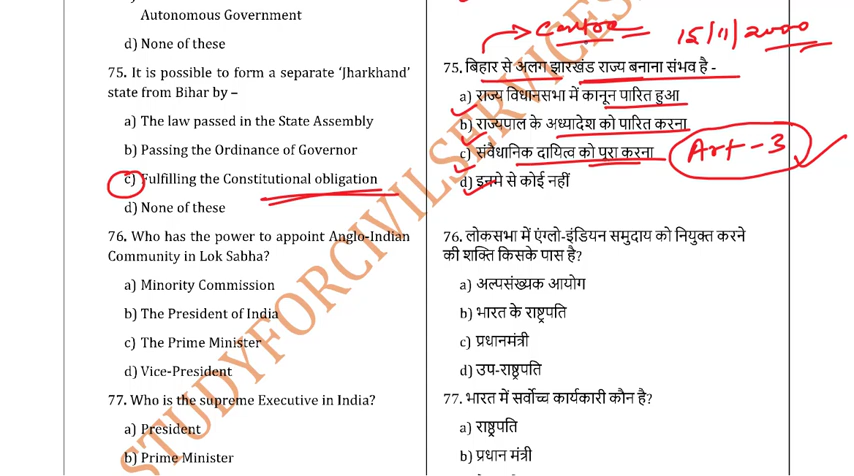 Autonomous Government
d) None of these
75. It is possible to form a separate 'Jharkhand'
state from Bihar by –
a) The law passed in the State Assembly
b) Passing the Ordinance of Governor
c) Fulfilling the Constitutional obligation
d) None of these
76. Who has the power to appoint Anglo-Indian
Community in Lok Sabha?
a) Minority Commission
b) The President of India
c) The Prime Minister
d) Vice-President
77. Who is the supreme Executive in India?
a) President
b) Prime Minister
Centre 15/11/2000
75. बिहार से अलग झारखंड राज्य बनाना संभव है -
a) राज्य विधानसभा में कानून पारित हुआ
b) राज्यपाल के अध्यादेश को पारित करना
c) संवैधानिक दायित्व को पूरा करना
Art-3
d) इनमे से कोई नहीं
76. लोकसभा में एंग्लो-इंडियन समुदाय को नियुक्त करने
की शक्ति किसके पास है?
a) अल्पसंख्यक आयोग
b) भारत के राष्ट्रपति
c) प्रधानमंत्री
d) उप-राष्ट्रपति
77. भारत में सर्वोच्च कार्यकारी कौन है?
a) राष्ट्रपति
b) प्रधान मंत्री
STUDYFORCIVILSERVICES